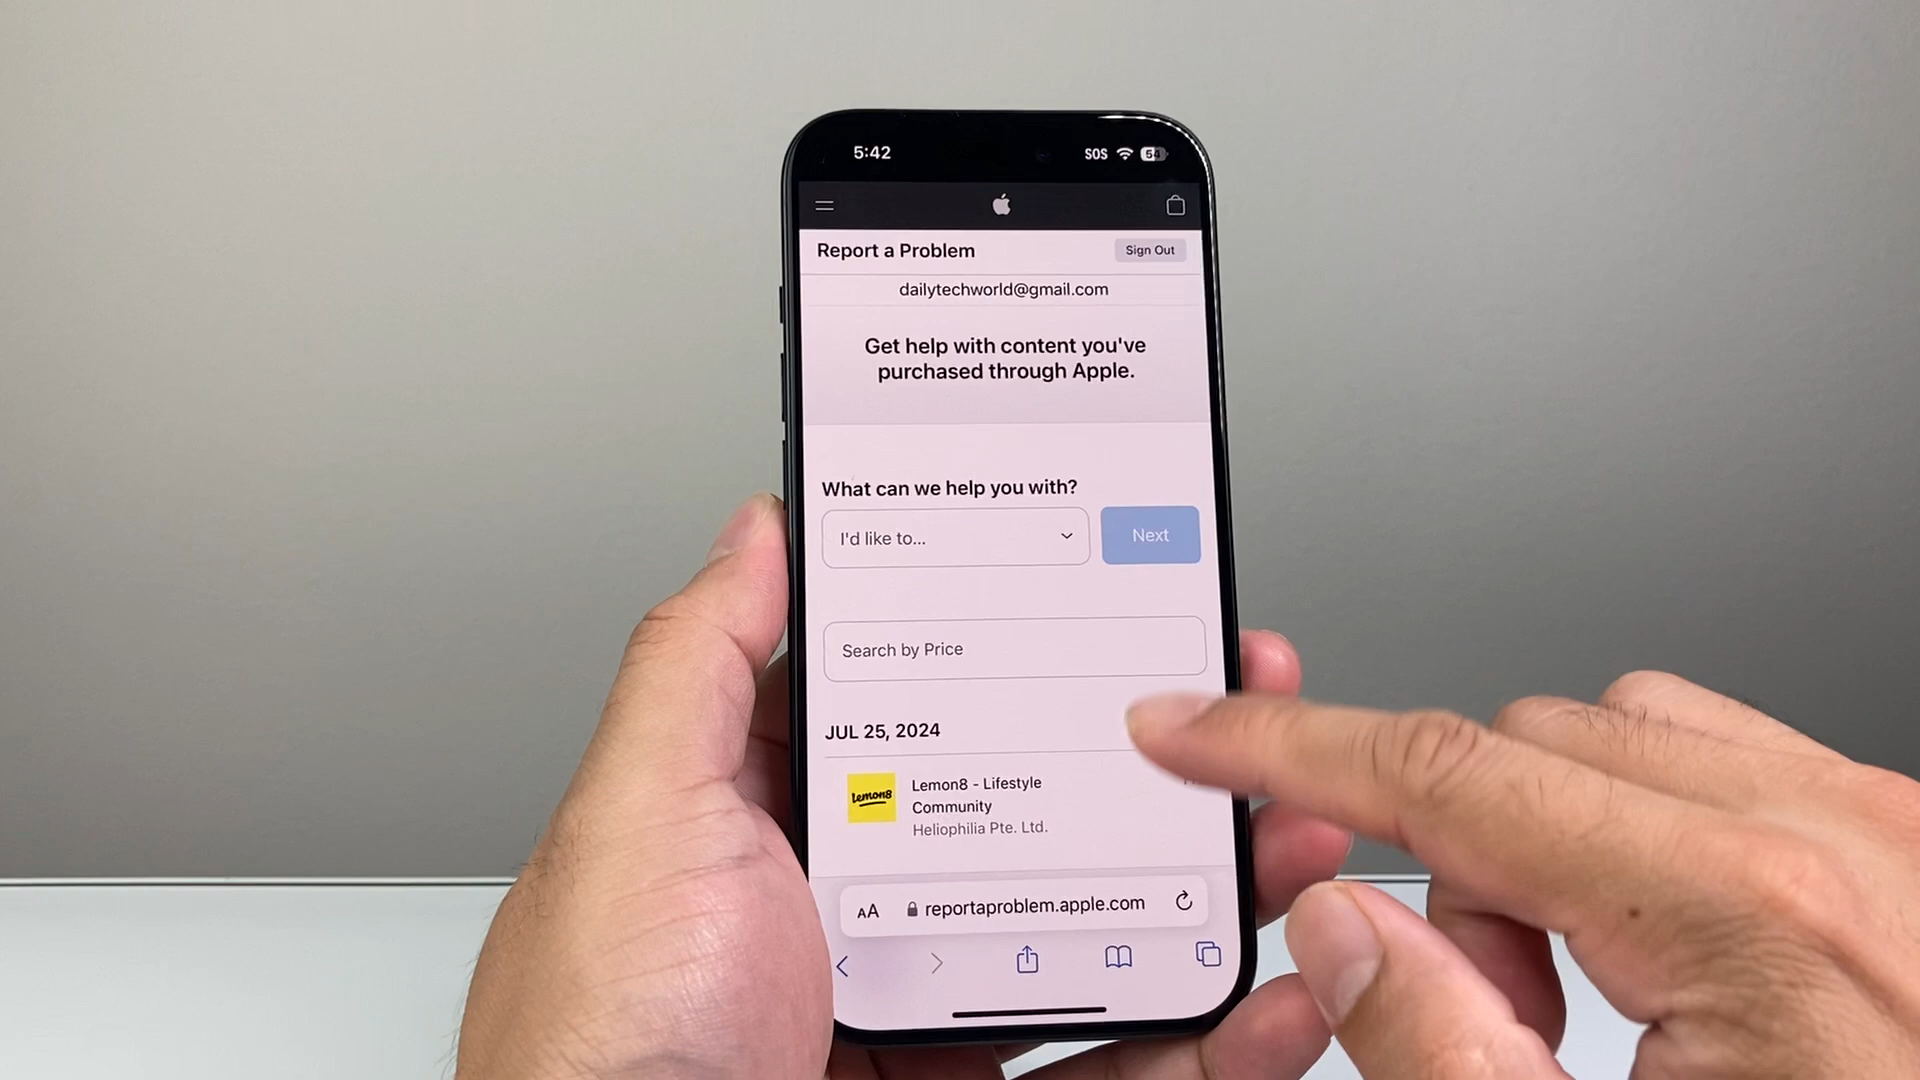 5:42
SOS
54
Report a Problem
Sign Out
dailytechworld@gmail.com
Get help with content you've
purchased through Apple.
What can we help you with?
I'd like to...
Next
Search by Price
JUL 25, 2024
Lemon8
Lemon8 - Lifestyle
Community
Heliophilia Pte. Ltd.
AA
reportaproblem.apple.com